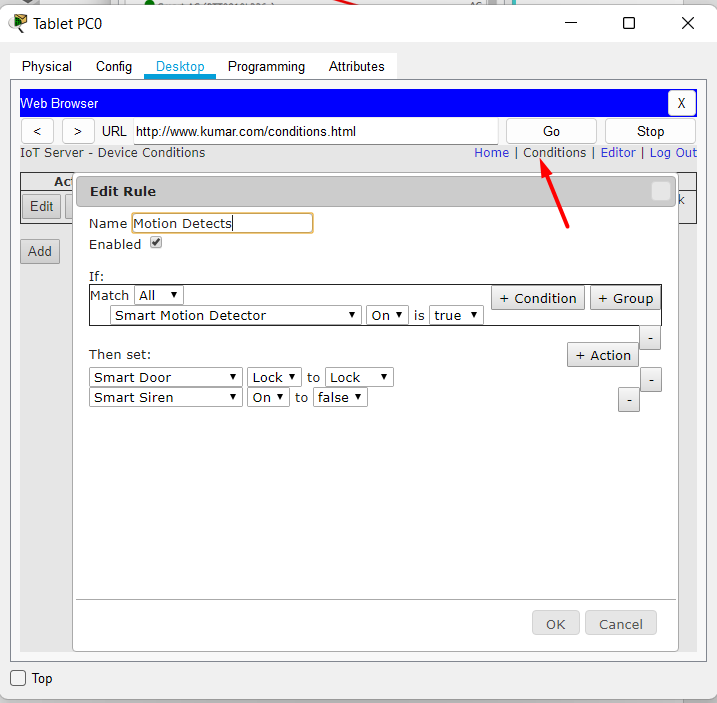 Tablet PC0
Physical Config Desktop Programming Attributes
Web Browser X
< > URL http://www.kumar.com/conditions.html Go Stop
IoT Server - Device Conditions Home | Conditions | Editor | Log Out
Edit Rule
Edit
Name Motion Detects
Enabled
Add
If:
Match All ▼ + Condition + Group
Smart Motion Detector ▼ On ▼ is true ▼
-
Then set: + Action
Smart Door ▼ Lock ▼ to Lock ▼ -
Smart Siren ▼ On ▼ to false ▼ -
OK Cancel
Top